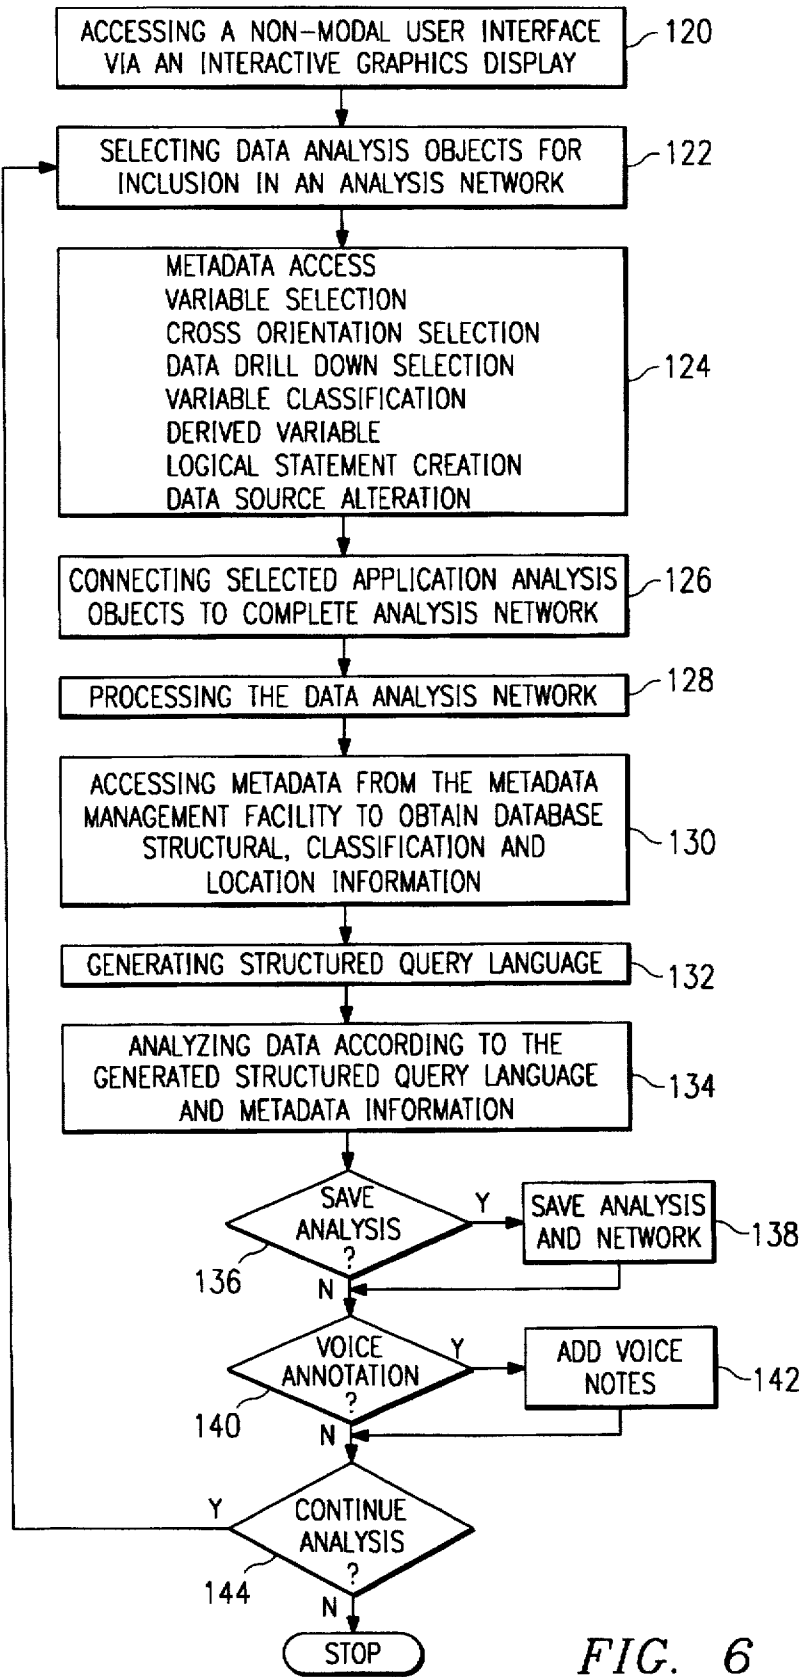 ACCESSING A NON-MODAL USER INTERFACE
VIA AN INTERACTIVE GRAPHICS DISPLAY
120
SELECTING DATA ANALYSIS OBJECTS FOR
INCLUSION IN AN ANALYSIS NETWORK
122
METADATA ACCESS
VARIABLE SELECTION
CROSS ORIENTATION SELECTION
DATA DRILL DOWN SELECTION
VARIABLE CLASSIFICATION
DERIVED VARIABLE
LOGICAL STATEMENT CREATION
DATA SOURCE ALTERATION
124
CONNECTING SELECTED APPLICATION ANALYSIS
OBJECTS TO COMPLETE ANALYSIS NETWORK
126
PROCESSING THE DATA ANALYSIS NETWORK
128
ACCESSING METADATA FROM THE METADATA
MANAGEMENT FACILITY TO OBTAIN DATABASE
STRUCTURAL, CLASSIFICATION AND
LOCATION INFORMATION
130
GENERATING STRUCTURED QUERY LANGUAGE
132
ANALYZING DATA ACCORDING TO THE
GENERATED STRUCTURED QUERY LANGUAGE
AND METADATA INFORMATION
134
SAVE
ANALYSIS
?
136
Y
SAVE ANALYSIS
AND NETWORK
138
N
VOICE
ANNOTATION
?
140
Y
ADD VOICE
NOTES
142
N
CONTINUE
ANALYSIS
?
144
Y
N
STOP
FIG. 6